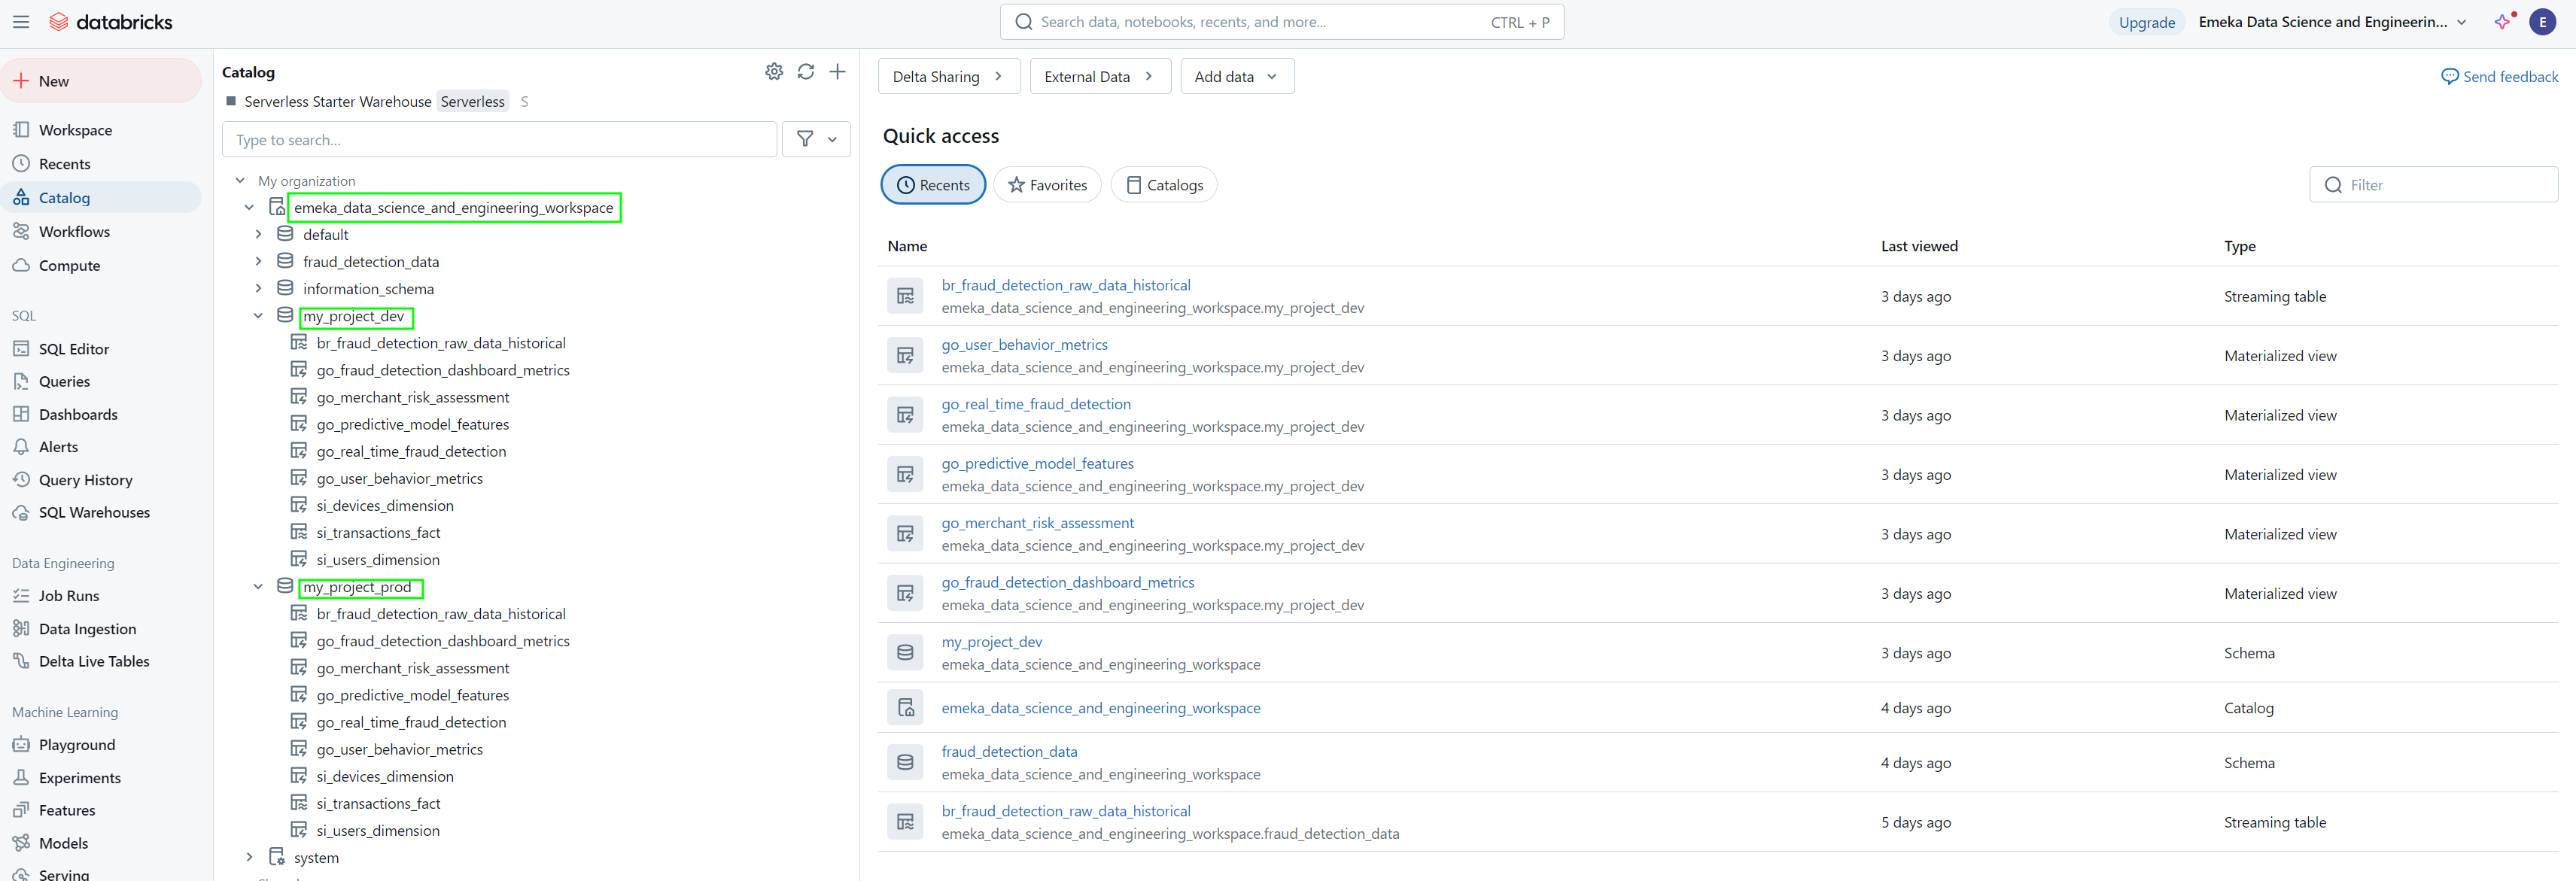 databricks
Search data, notebooks, recents, and more...
CTRL + P
Upgrade
Emeka Data Science and Engineerin...
E
New
Workspace
Recents
Catalog
Workflows
Compute
SQL
SQL Editor
Queries
Dashboards
Alerts
Query History
SQL Warehouses
Data Engineering
Job Runs
Data Ingestion
Delta Live Tables
Machine Learning
Playground
Experiments
Features
Models
Serving
Catalog
Serverless Starter Warehouse Serverless S
Type to search...
My organization
emeka_data_science_and_engineering_workspace
default
fraud_detection_data
information_schema
my_project_dev
br_fraud_detection_raw_data_historical
go_fraud_detection_dashboard_metrics
go_merchant_risk_assessment
go_predictive_model_features
go_real_time_fraud_detection
go_user_behavior_metrics
si_devices_dimension
si_transactions_fact
si_users_dimension
my_project_prod
br_fraud_detection_raw_data_historical
go_fraud_detection_dashboard_metrics
go_merchant_risk_assessment
go_predictive_model_features
go_real_time_fraud_detection
go_user_behavior_metrics
si_devices_dimension
si_transactions_fact
si_users_dimension
system
Delta Sharing
External Data
Add data
Send feedback
Quick access
Recents
Favorites
Catalogs
Filter
Name Last viewed Type
br_fraud_detection_raw_data_historical
emeka_data_science_and_engineering_workspace.my_project_dev
3 days ago Streaming table
go_user_behavior_metrics
emeka_data_science_and_engineering_workspace.my_project_dev
3 days ago Materialized view
go_real_time_fraud_detection
emeka_data_science_and_engineering_workspace.my_project_dev
3 days ago Materialized view
go_predictive_model_features
emeka_data_science_and_engineering_workspace.my_project_dev
3 days ago Materialized view
go_merchant_risk_assessment
emeka_data_science_and_engineering_workspace.my_project_dev
3 days ago Materialized view
go_fraud_detection_dashboard_metrics
emeka_data_science_and_engineering_workspace.my_project_dev
3 days ago Materialized view
my_project_dev
emeka_data_science_and_engineering_workspace
3 days ago Schema
emeka_data_science_and_engineering_workspace
4 days ago Catalog
fraud_detection_data
emeka_data_science_and_engineering_workspace
4 days ago Schema
br_fraud_detection_raw_data_historical
emeka_data_science_and_engineering_workspace.fraud_detection_data
5 days ago Streaming table